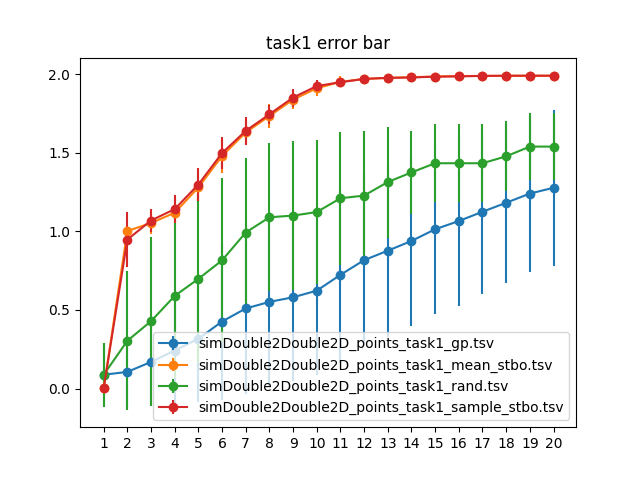 task1 error bar
2.0
1.5
1.0
0.5
0.0
simDouble2Double2D_points_task1_gp.tsv
simDouble2Double2D_points_task1_mean_stbo.tsv
simDouble2Double2D_points_task1_rand.tsv
simDouble2Double2D_points_task1_sample_stbo.tsv
1 2 3 4 5 6 7 8 9 10 11 12 13 14 15 16 17 18 19 20